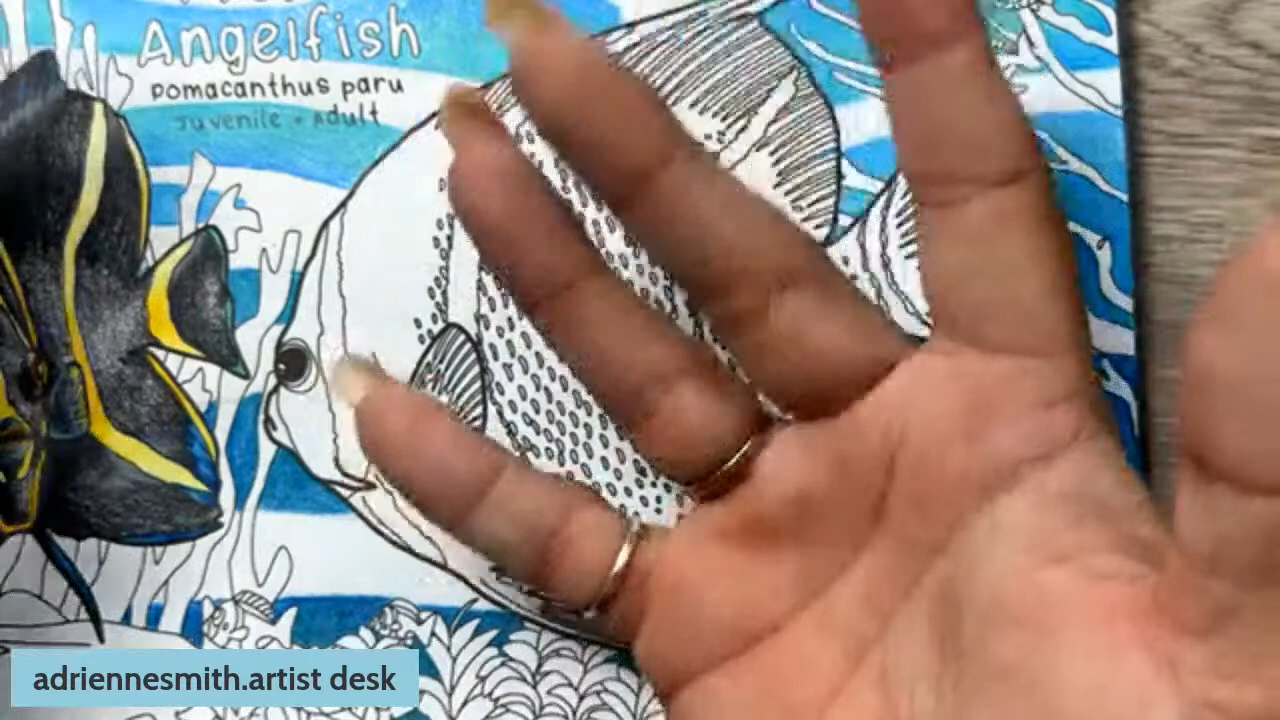 Angelfish
pomacanthus paru
Juvenile - Adult
adriennesmith.artist desk